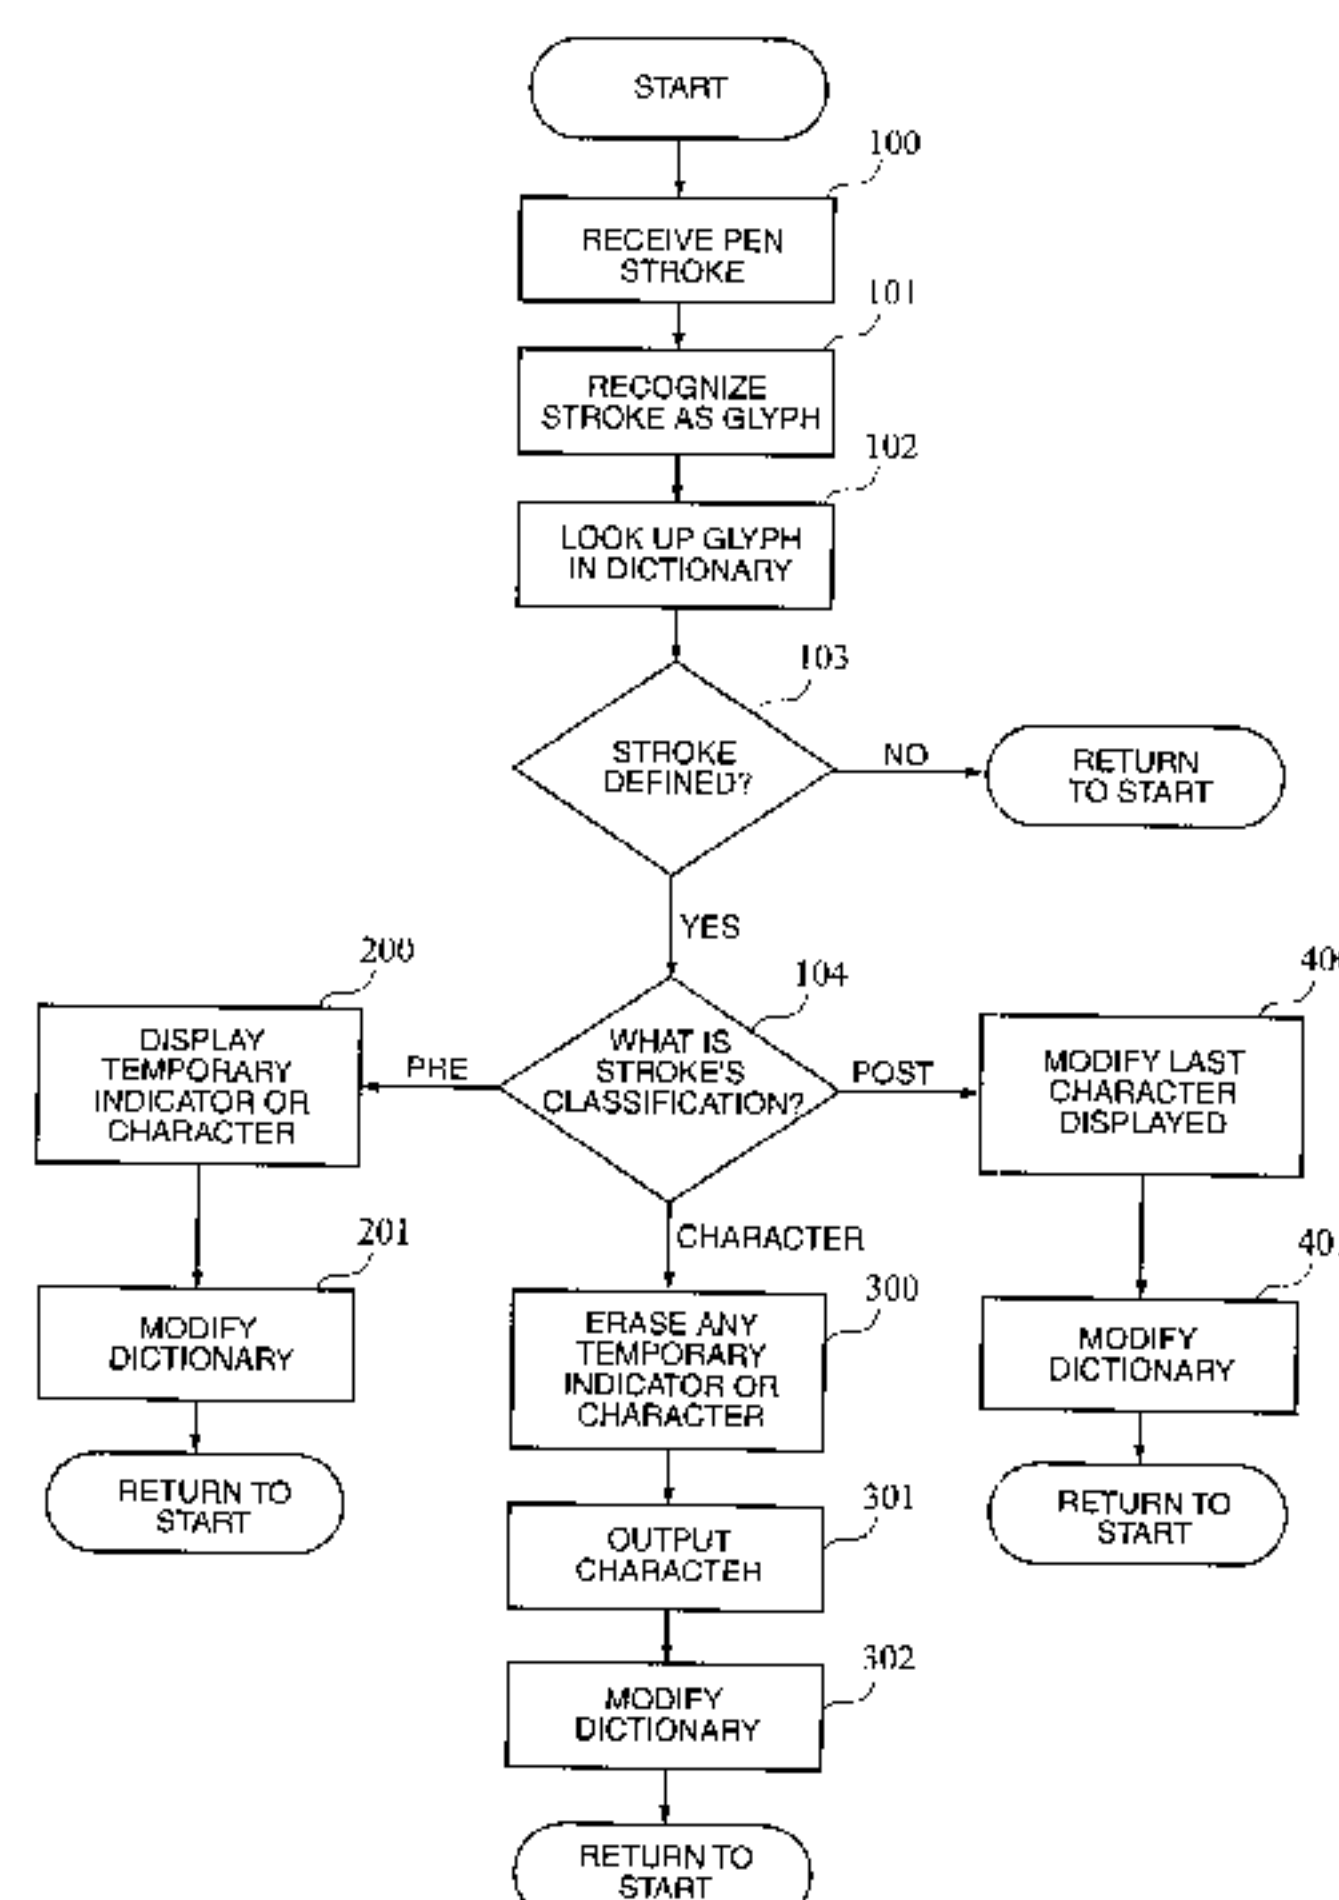 START
100
RECEIVE PEN
STROKE
101
RECOGNIZE
STROKE AS GLYPH
102
LOOK UP GLYPH
IN DICTIONARY
103
STROKE
DEFINED?
NO
RETURN
TO START
YES
200
104
DISPLAY
TEMPORARY
INDICATOR OR
CHARACTER
PRE
WHAT IS
STROKE'S
CLASSIFICATION?
POST
MODIFY LAST
CHARACTER
DISPLAYED
201
MODIFY
DICTIONARY
RETURN TO
START
CHARACTER
300
ERASE ANY
TEMPORARY
INDICATOR OR
CHARACTER
MODIFY
DICTIONARY
RETURN TO
START
301
OUTPUT
CHARACTER
302
MODIFY
DICTIONARY
RETURN TO
START